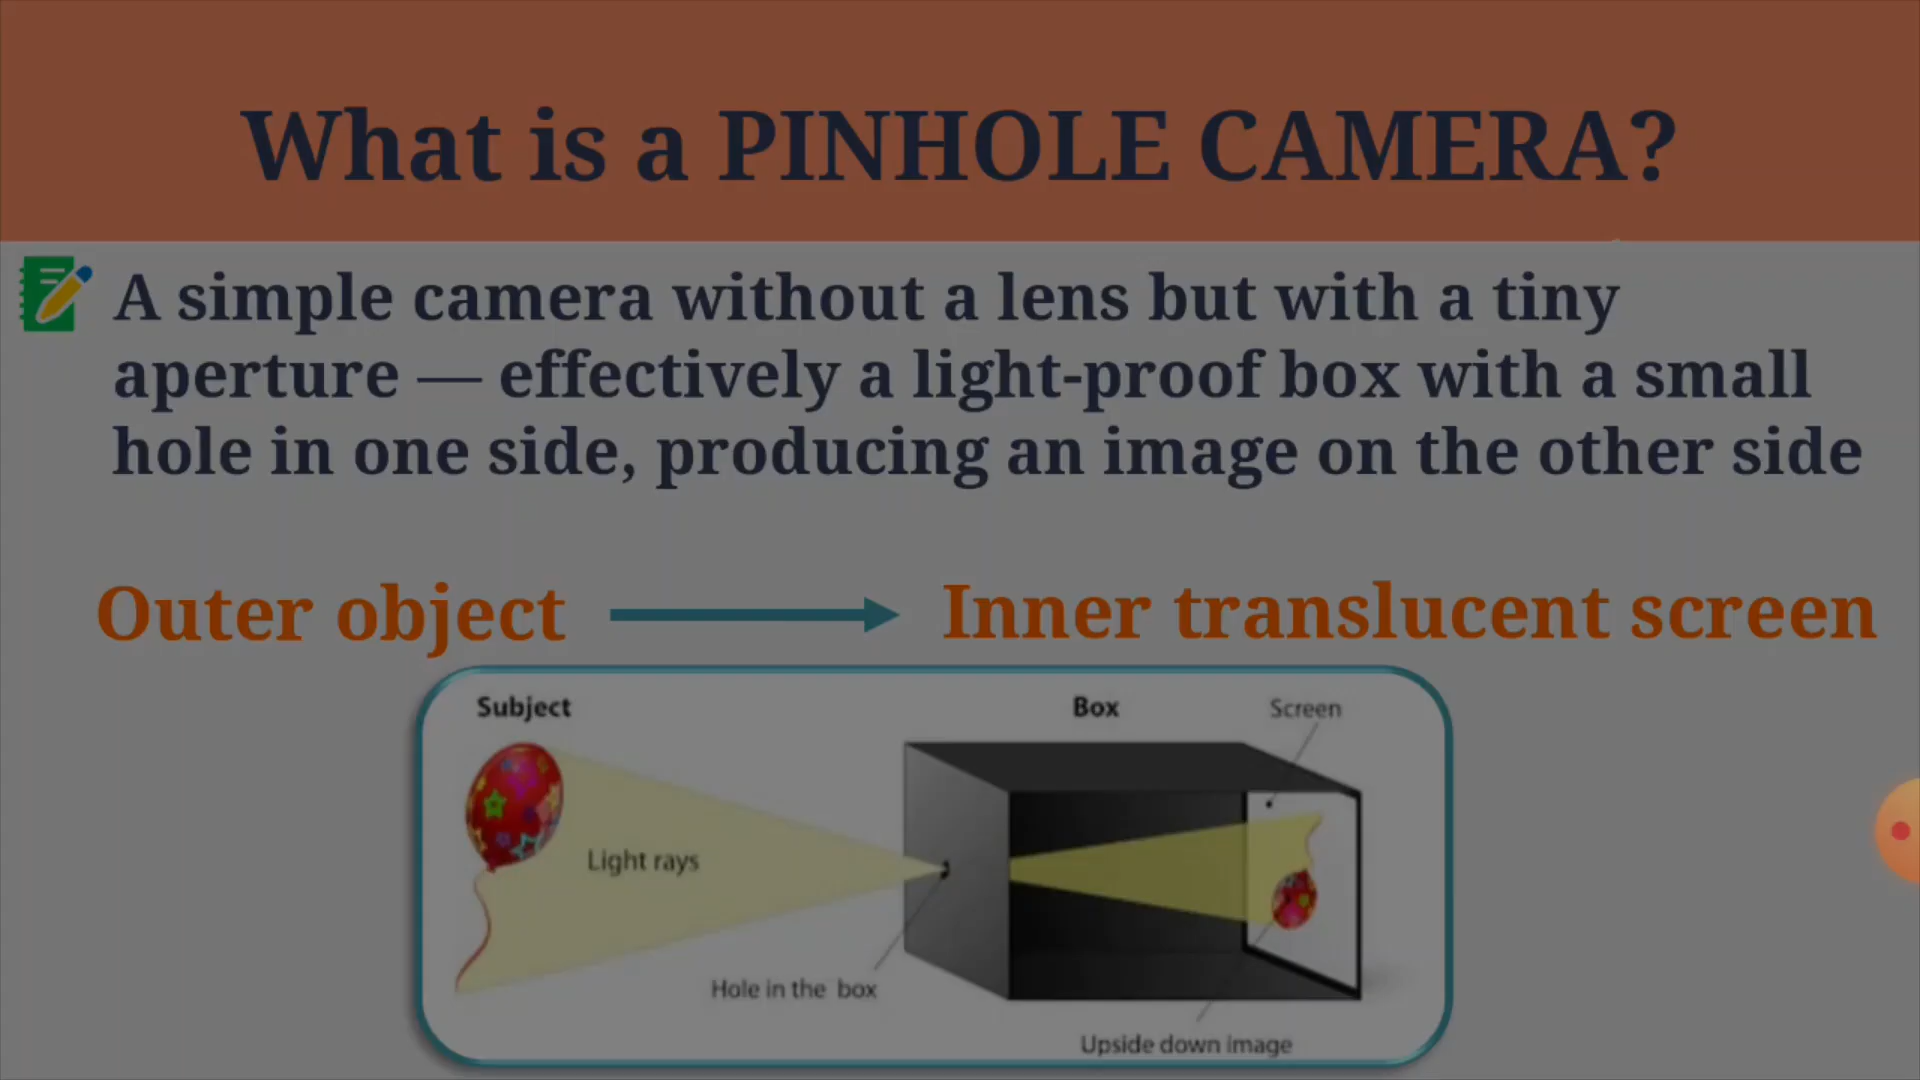 What is a PINHOLE CAMERA?
A simple camera without a lens but with a tiny
aperture — effectively a light-proof box with a small
hole in one side, producing an image on the other side
Outer object
Inner translucent screen
Subject
Box
Screen
Light rays
Hole in the box
Upside down image